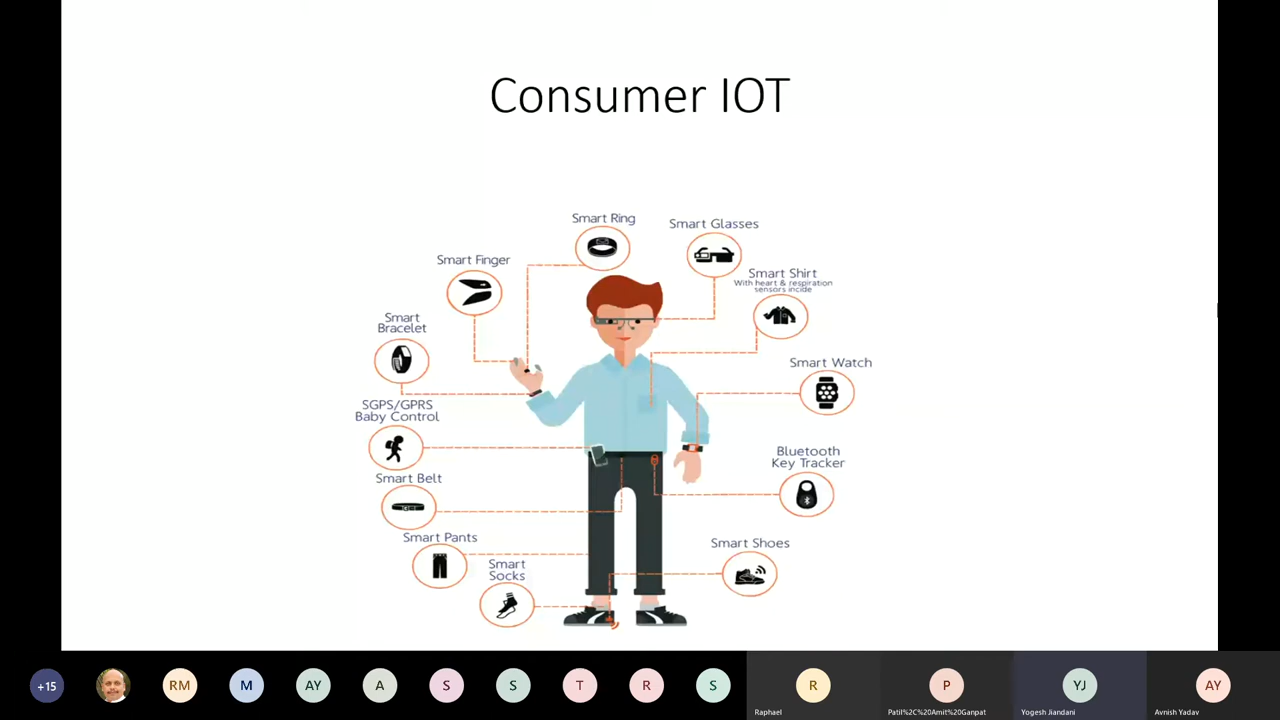 Consumer IOT
Smart Ring
Smart Glasses
Smart Finger
Smart Shirt
With heart & respiration
sensors incide
Smart
Bracelet
Smart Watch
SGPS/GPRS
Baby Control
Bluetooth
Key Tracker
Smart Belt
Smart Pants
Smart Shoes
Smart
Socks
+15
RM
M
AY
A
S
S
T
R
S
R
P
YJ
AY
Raphael
Patil%2C%20Amit%20Ganpat
Yogesh Jiandani
Avnish Yadav